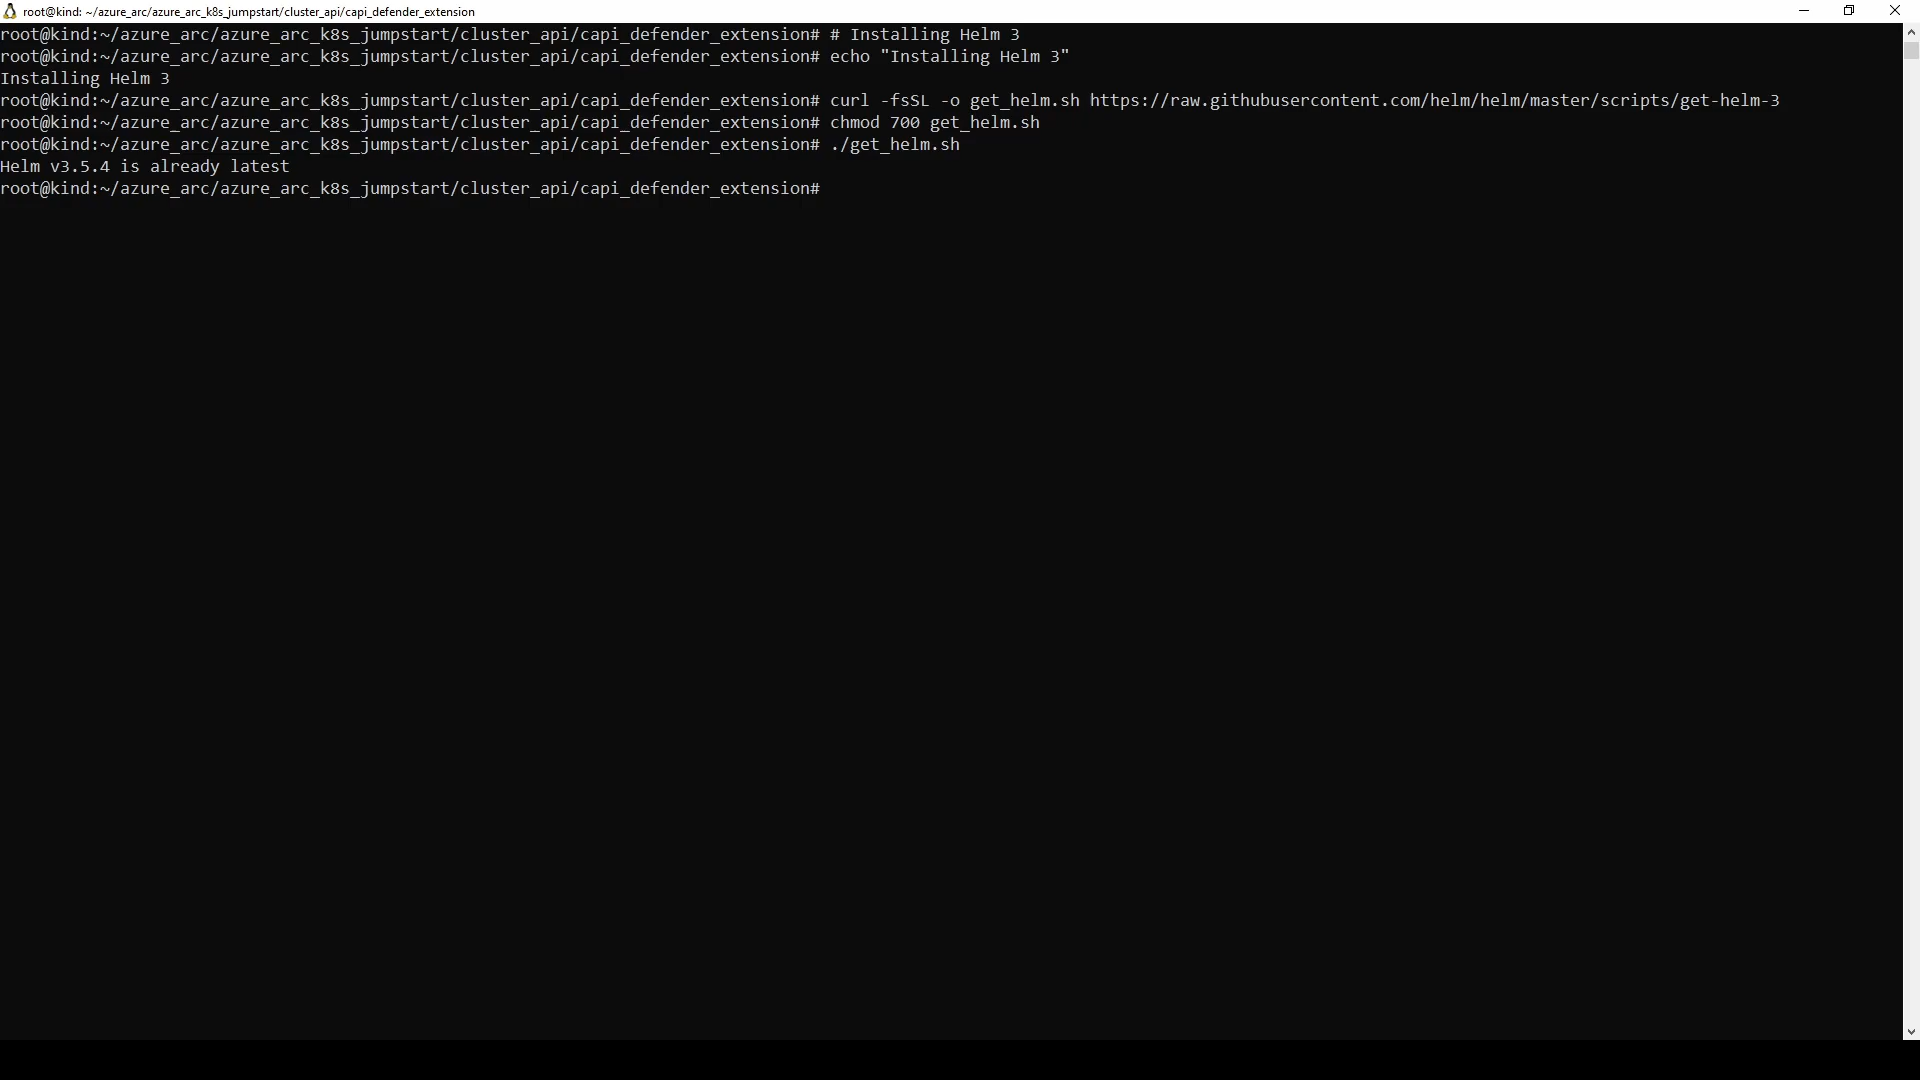 root@kind: ~/azure_arc/azure_arc_k8s_jumpstart/cluster_api/capi_defender_extension
root@kind:~/azure_arc/azure_arc_k8s_jumpstart/cluster_api/capi_defender_extension# # Installing Helm 3
root@kind:~/azure_arc/azure_arc_k8s_jumpstart/cluster_api/capi_defender_extension# echo "Installing Helm 3"
Installing Helm 3
root@kind:~/azure_arc/azure_arc_k8s_jumpstart/cluster_api/capi_defender_extension# curl -fsSL -o get_helm.sh https://raw.githubusercontent.com/helm/helm/master/scripts/get-helm-3
root@kind:~/azure_arc/azure_arc_k8s_jumpstart/cluster_api/capi_defender_extension# chmod 700 get_helm.sh
root@kind:~/azure_arc/azure_arc_k8s_jumpstart/cluster_api/capi_defender_extension# ./get_helm.sh
Helm v3.5.4 is already latest
root@kind:~/azure_arc/azure_arc_k8s_jumpstart/cluster_api/capi_defender_extension#